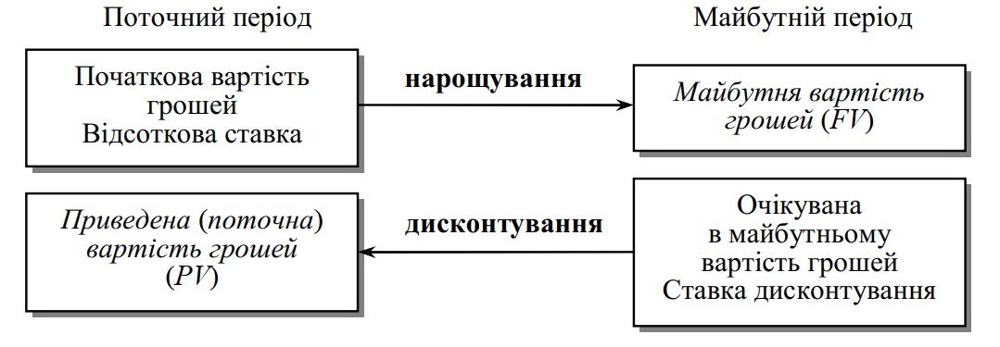 Поточний період
Майбутній період
Початкова вартість
грошей
Відсоткова ставка
нарощування
Майбутня вартість
грошей (FV)
Приведена (поточна)
вартість грошей
(PV)
дисконтування
Очікувана
в майбутньому
вартість грошей
Ставка дисконтування